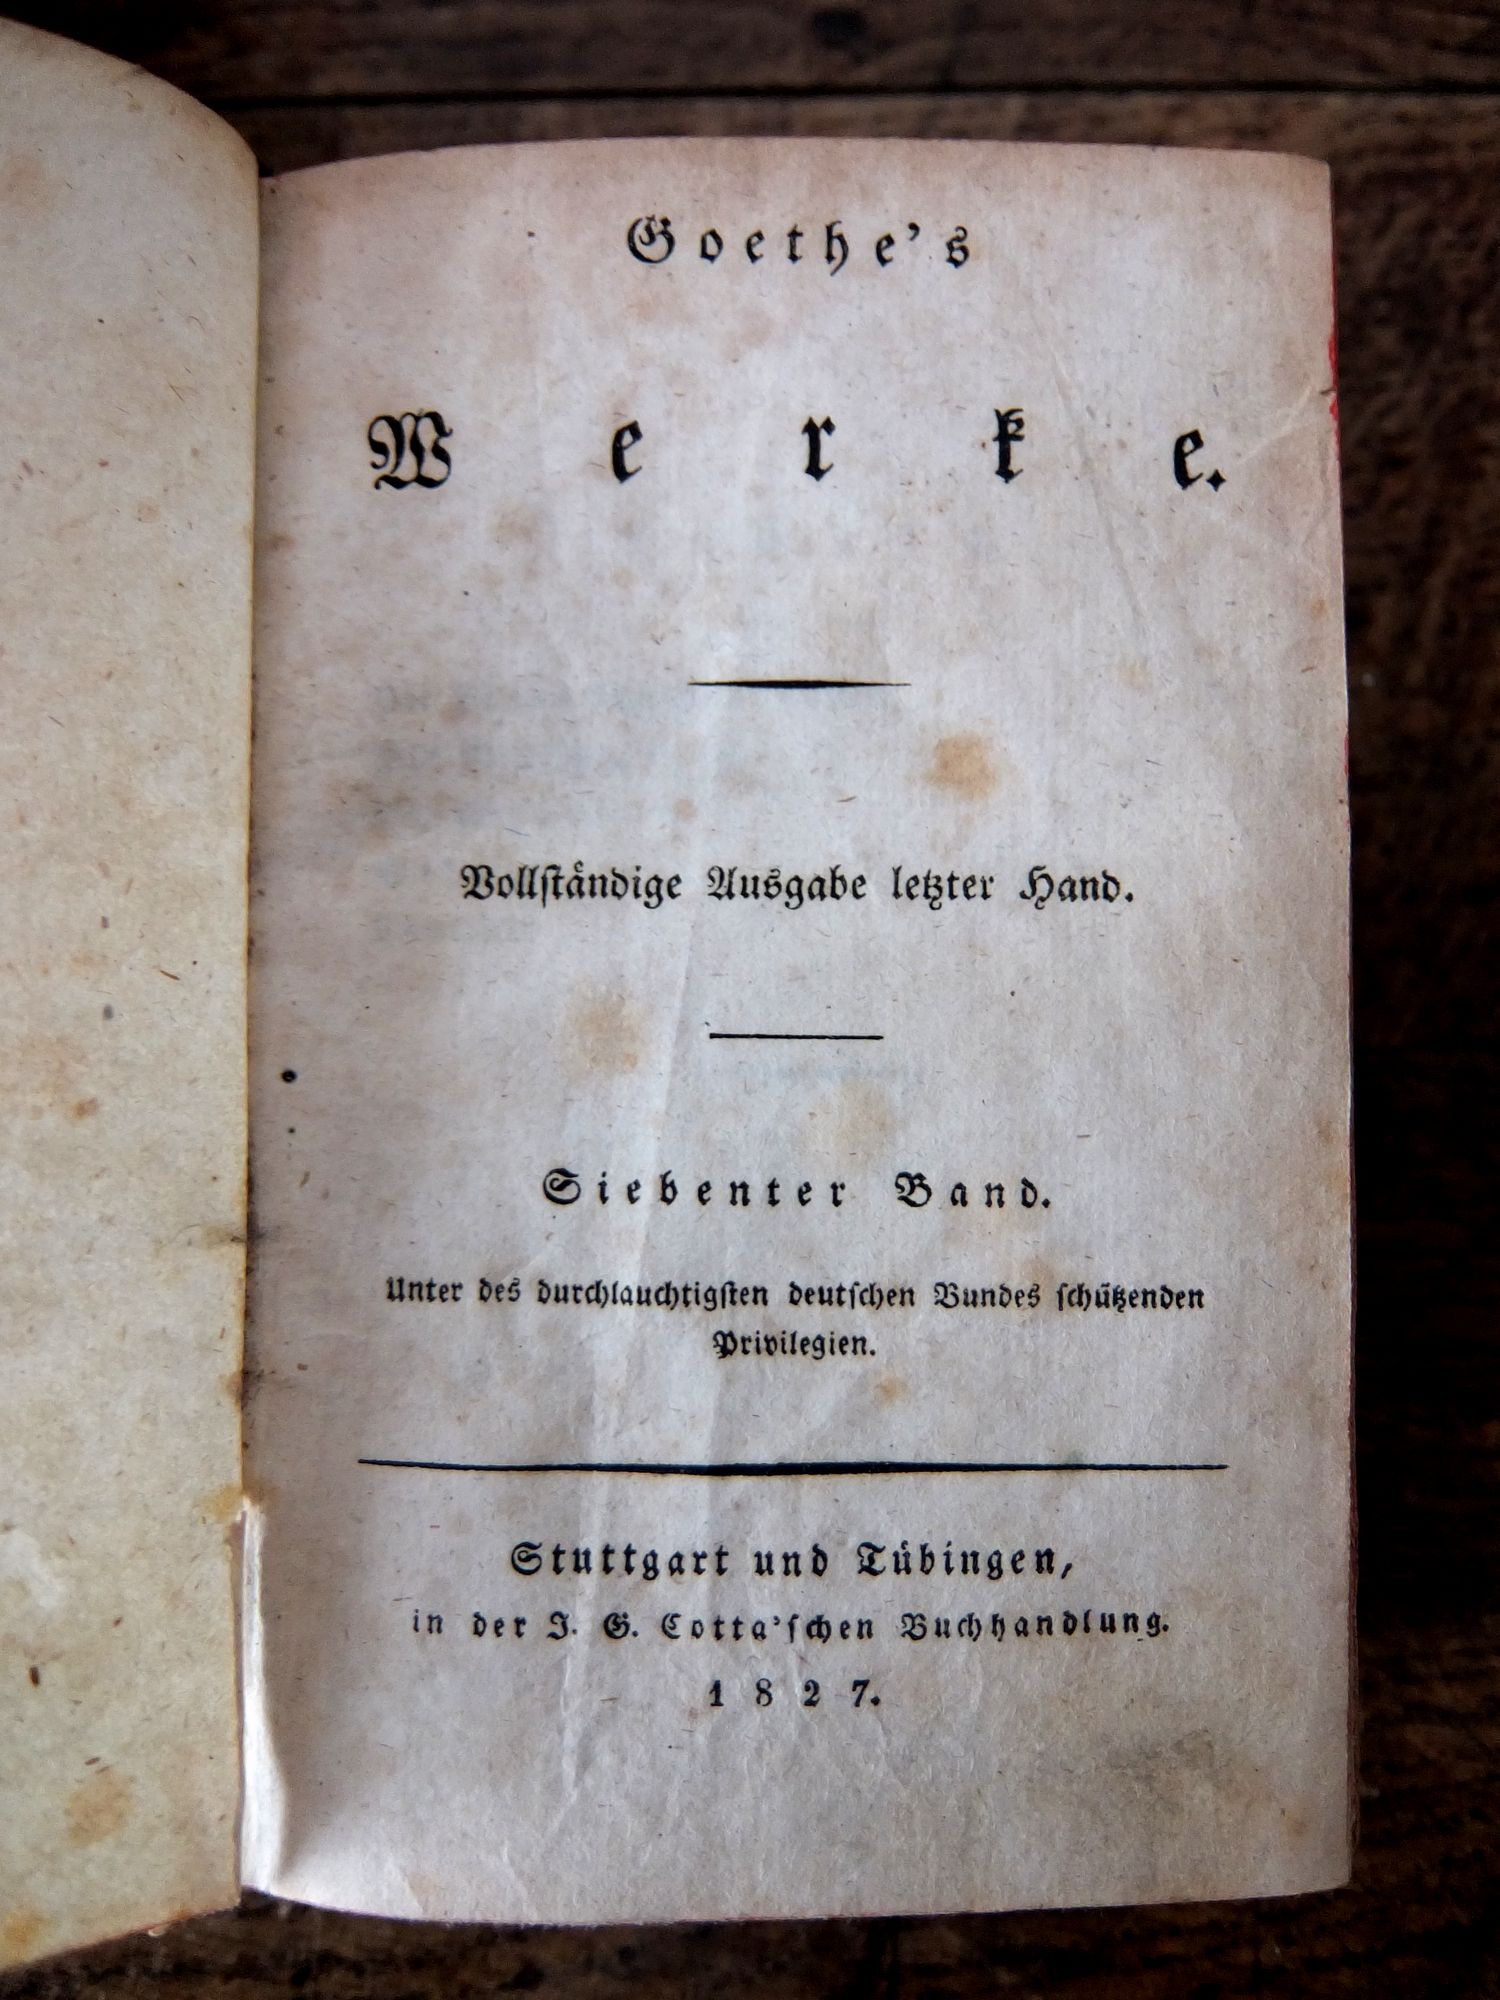 Goethe's
Werke.
Vollſtändige Ausgabe letzter Hand.
Siebenter Band.
Unter des durchlauchtigſten deutſchen Bundes ſchützenden
Privilegien.
Stuttgart und Tübingen,
in der J. G. Cotta'ſchen Buchhandlung.
1827.